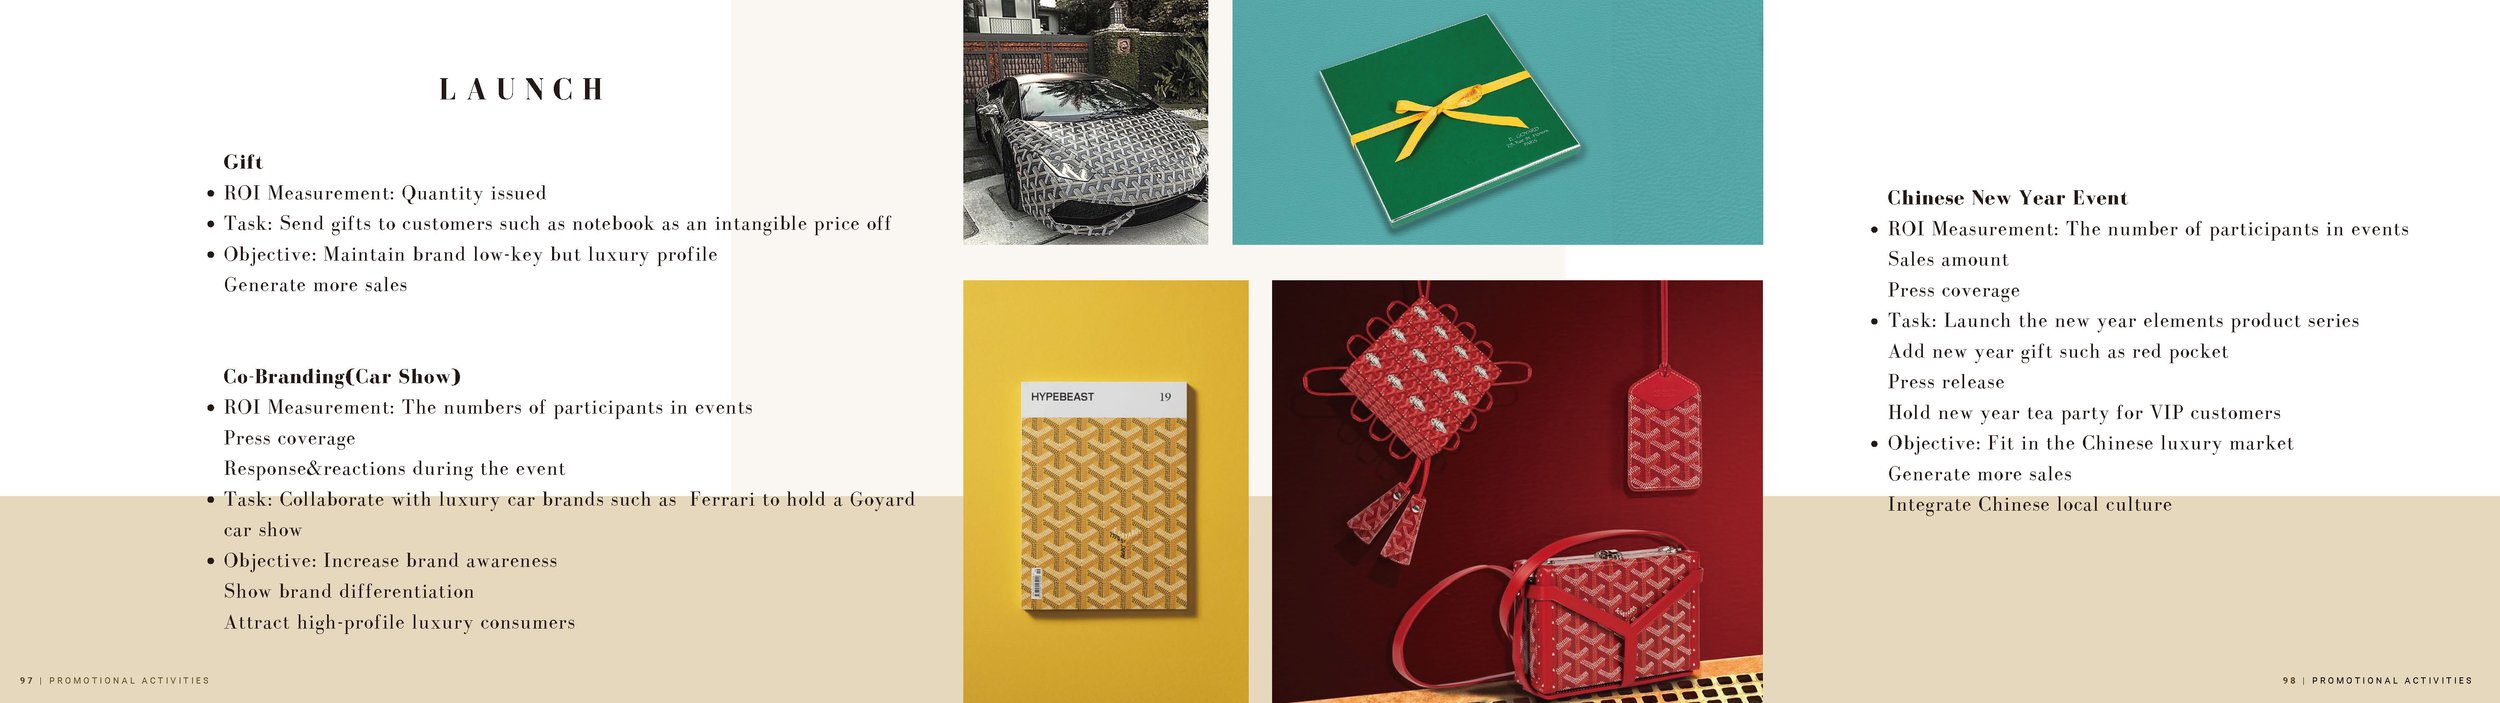 LAUNCH
Gift
• ROI Measurement: Quantity issued
• Task: Send gifts to customers such as notebook as an intangible price off
• Objective: Maintain brand low-key but luxury profile
Generate more sales
Co-Branding(Car Show)
• ROI Measurement: The numbers of participants in events
Press coverage
Response&reactions during the event
• Task: Collaborate with luxury car brands such as Ferrari to hold a Goyard
car show
• Objective: Increase brand awareness
Show brand differentiation
Attract high-profile luxury consumers
97 | PROMOTIONAL ACTIVITIES
E. GOYARD
PARIS
HYPEBEAST 19
Chinese New Year Event
• ROI Measurement: The number of participants in events
Sales amount
Press coverage
• Task: Launch the new year elements product series
Add new year gift such as red pocket
Press release
Hold new year tea party for VIP customers
• Objective: Fit in the Chinese luxury market
Generate more sales
Integrate Chinese local culture
98 | PROMOTIONAL ACTIVITIES